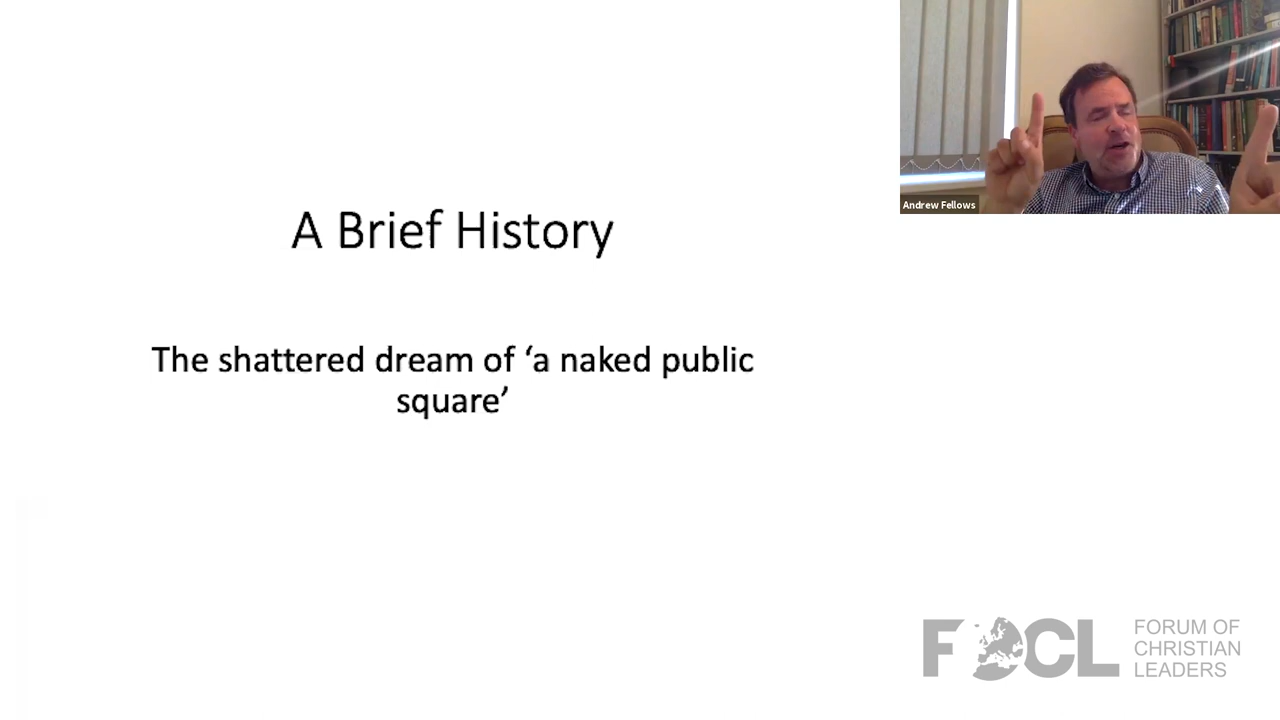 A Brief History
The shattered dream of ‘a naked public
square’
Andrew Fellows
FOCL
FORUM OF
CHRISTIAN
LEADERS